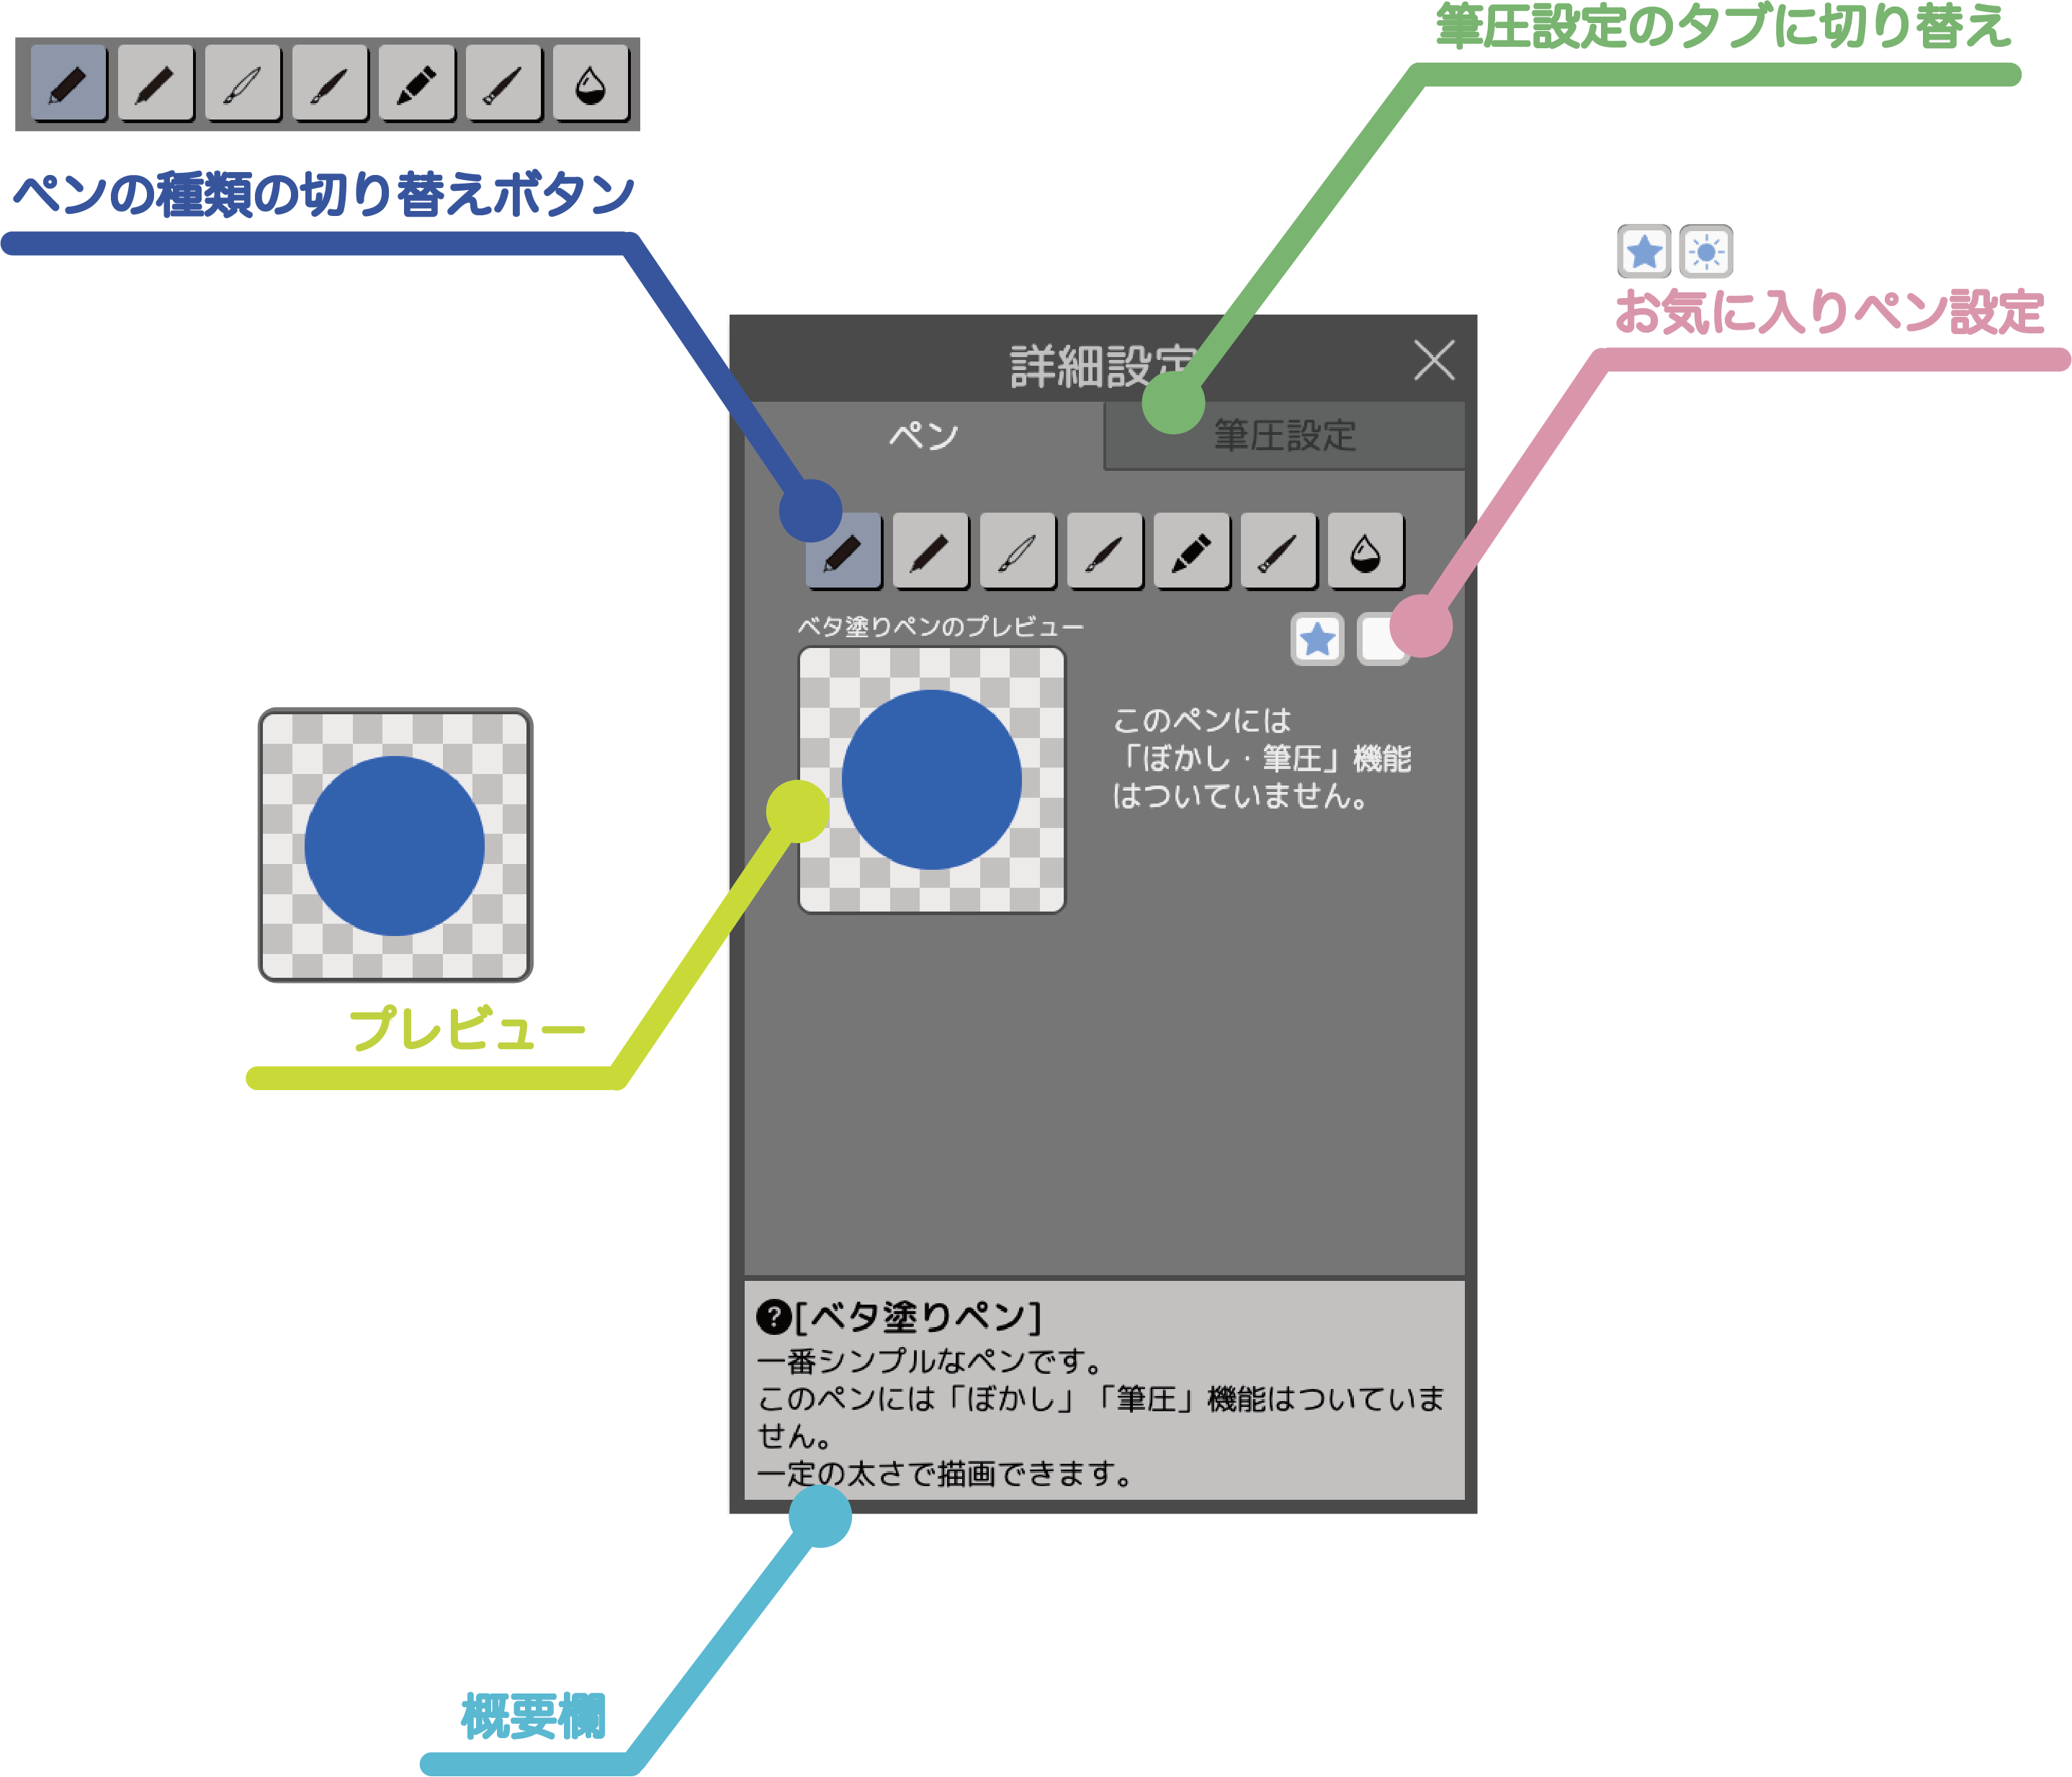 筆圧設定のタブに切り替え
ペンの種類の切り替えボタン
お気に入りペン設定
詳細設定
ペン
筆圧設定
ベタ塗りペンのプレビュー
このペンには
「ぼかし・筆圧」機能
はついていません。
プレビュー
?[ベタ塗りペン]
一番シンプルなペンです。
このペンには「ぼかし」「筆圧」機能はついていま
せん。
一定の太さで描画できます。
概要欄